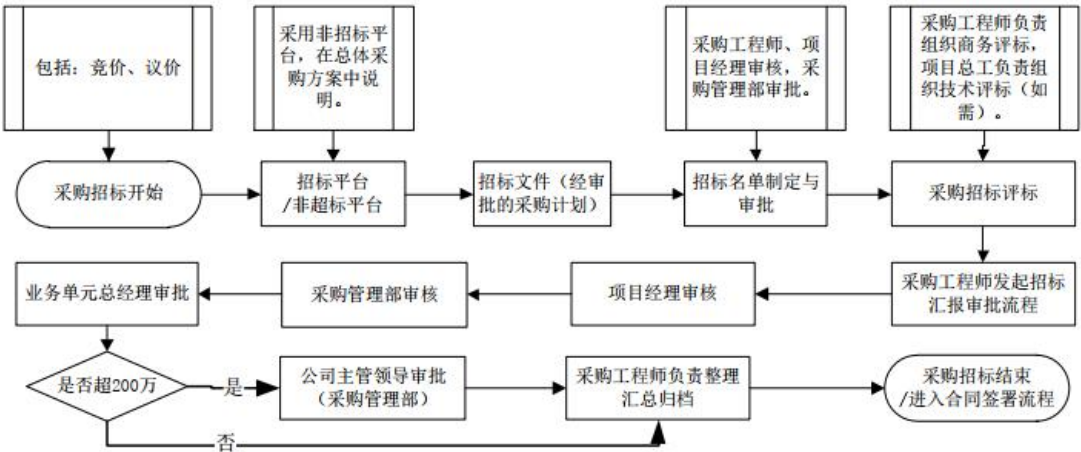 包括：竞价、议价
采用非招标平
台，在总体采
购方案中说
明。
采购工程师、项
目经理审核，采
购管理部审批。
采购工程师负责
组织商务评标，
项目总工负责组
织技术评标（如
需）。
采购招标开始
招标平台
/非超标平台
招标文件（经审
批的采购计划）
招标名单制定与
审批
采购招标评标
采购工程师发起招标
汇报审批流程
项目经理审核
采购管理部审核
业务单元总经理审批
是否超200万
是
公司主管领导审批
（采购管理部）
采购工程师负责整理
汇总归档
采购招标结束
/进入合同签署流程
否